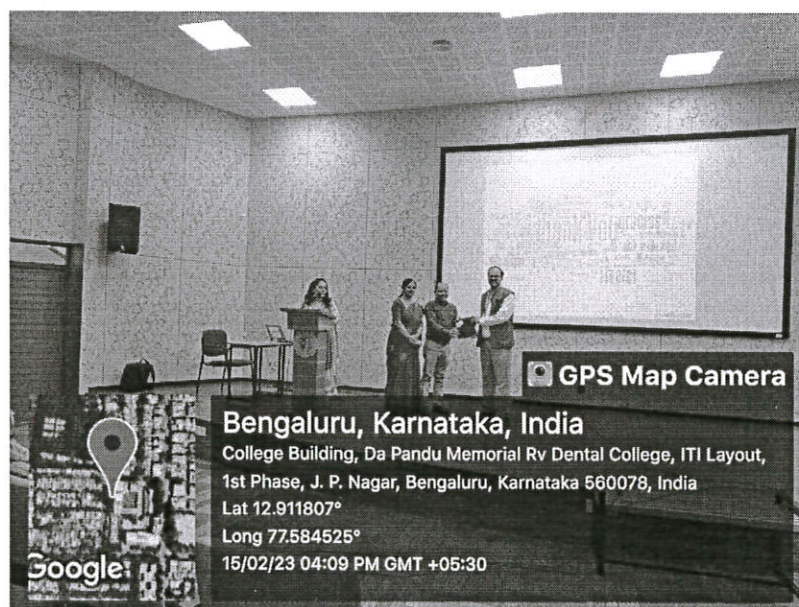 GPS Map Camera
Bengaluru, Karnataka, India
College Building, Da Pandu Memorial Rv Dental College, ITI Layout,
1st Phase, J. P. Nagar, Bengaluru, Karnataka 560078, India
Lat 12.911807°
Long 77.584525°
15/02/23 04:09 PM GMT +05:30
Google